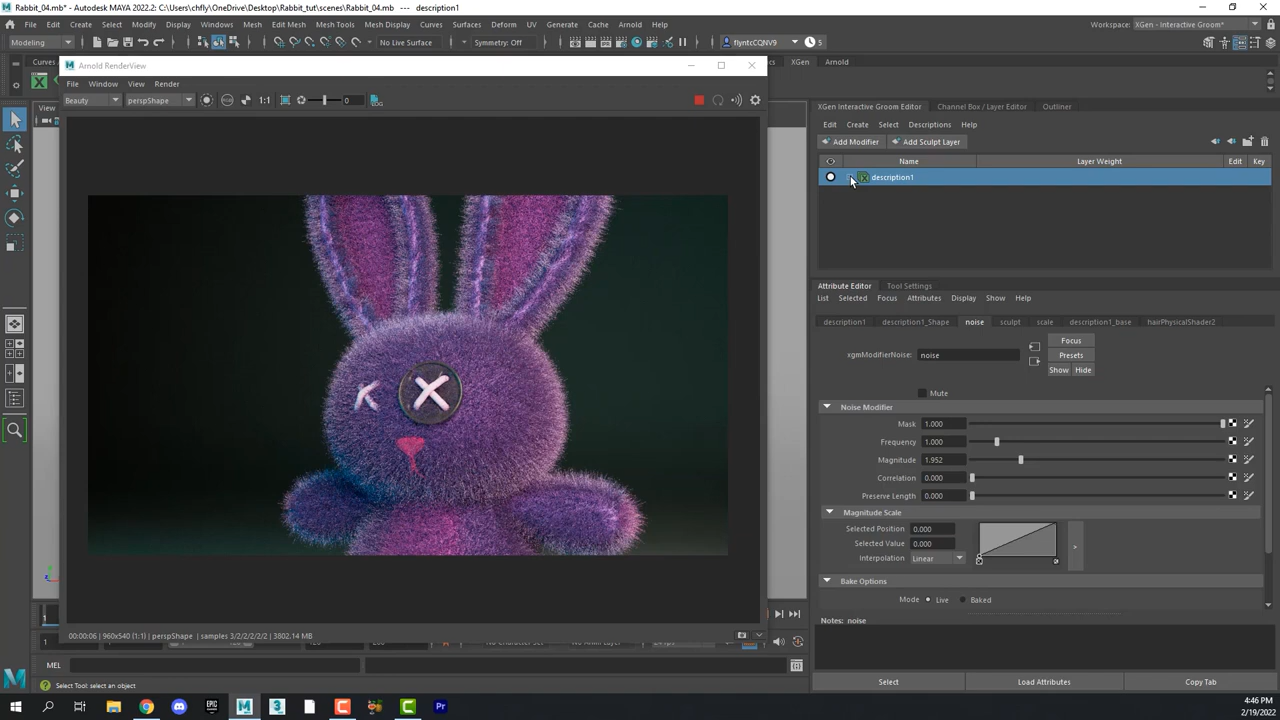 Rabbit_04.mb* - Autodesk MAYA 2022.2: C:\Users\chfly\OneDrive\Desktop\Rabbit_tut\scenes\Rabbit_04.mb --- description1
File Edit Create Select Modify Display Windows Mesh Edit Mesh Mesh Tools Mesh Display Curves Surfaces Deform UV Generate Cache Arnold Help
Workspace: XGen - Interactive Groom*
Modeling
No Live Surface
Symmetry: Off
flyntcCQNV9
5
Curves
XGen Arnold
View
Arnold RenderView
File Window View Render
Beauty perspShape 1:1 0
LOG
00:00:06 | 960x540 (1:1) | perspShape | samples 3/2/2/2/2/2 | 3802.14 MB
XGen Interactive Groom Editor Channel Box / Layer Editor Outliner
Edit Create Select Descriptions Help
Add Modifier Add Sculpt Layer
Name Layer Weight Edit Key
description1
Attribute Editor Tool Settings
List Selected Focus Attributes Display Show Help
description1 description1_Shape noise sculpt scale description1_base hairPhysicalShader2
xgmModifierNoise: noise
Focus
Presets
Show Hide
Mute
Noise Modifier
Mask 1.000
Frequency 1.000
Magnitude 1.952
Correlation 0.000
Preserve Length 0.000
Magnitude Scale
Selected Position 0.000
Selected Value 0.000
Interpolation Linear
>
Bake Options
Mode Live Baked
Notes: noise
Select Load Attributes Copy Tab
1
MEL
Select Tool: select an object
4:46 PM
2/19/2022